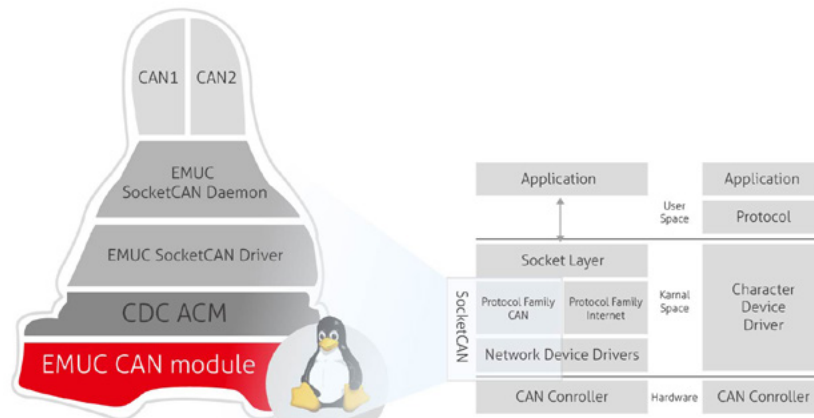 CAN1
CAN2
EMUC
SocketCAN Daemon
EMUC SocketCAN Driver
CDC ACM
EMUC CAN module
Application
User
Space
Application
Protocol
Socket Layer
SocketCAN
Protocol Family
CAN
Protocol Family
Internet
Karnal
Space
Character
Device
Driver
Network Device Drivers
CAN Conroller
Hardware
CAN Conroller